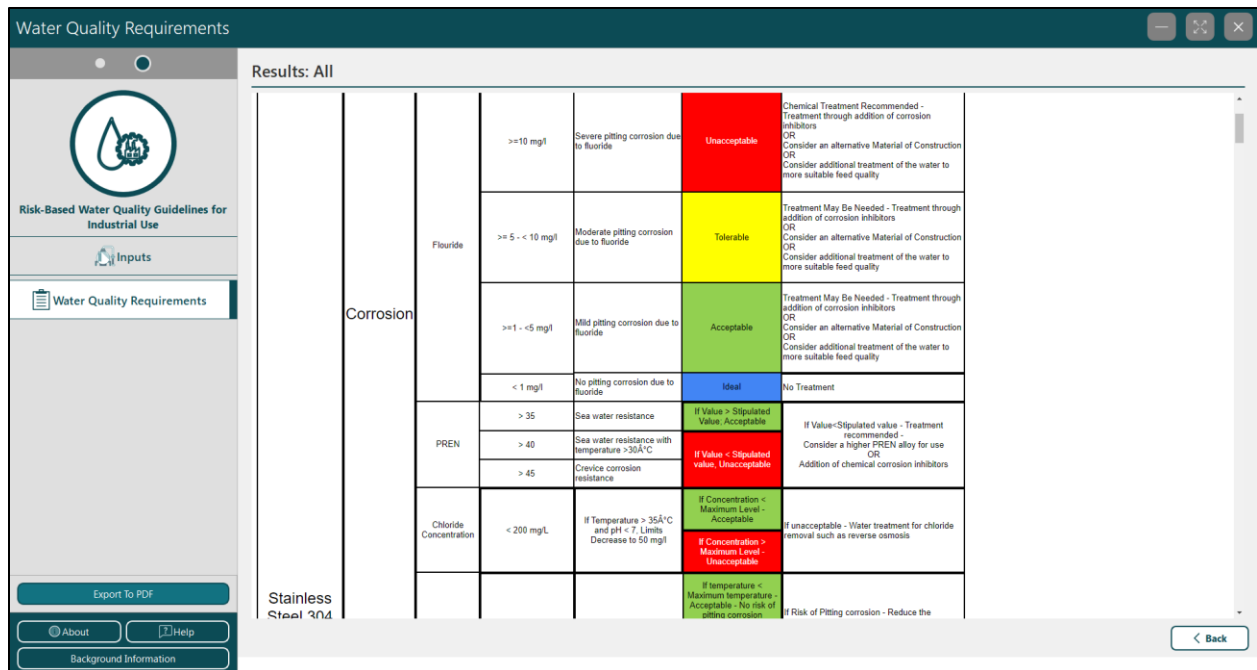 Water Quality Requirements
Results: All
Risk-Based Water Quality Guidelines for
Industrial Use
Inputs
Water Quality Requirements
Export To PDF
About
Help
Background Information
Stainless
Steel 304
Corrosion
Flouride
>=10 mg/l
Severe pitting corrosion due
to fluoride
Unacceptable
Chemical Treatment Recommended -
Treatment through addition of corrosion
inhibitors
OR
Consider an alternative Material of Construction
OR
Consider additional treatment of the water to
more suitable feed quality
>= 5 - < 10 mg/l
Moderate pitting corrosion
due to fluoride
Tolerable
Treatment May Be Needed - Treatment through
addition of corrosion inhibitors
OR
Consider an alternative Material of Construction
OR
Consider additional treatment of the water to
more suitable feed quality
>=1 - <5 mg/l
Mild pitting corrosion due to
fluoride
Acceptable
Treatment May Be Needed - Treatment through
addition of corrosion inhibitors
OR
Consider an alternative Material of Construction
OR
Consider additional treatment of the water to
more suitable feed quality
< 1 mg/l
No pitting corrosion due to
fluoride
Ideal
No Treatment
PREN
> 35
Sea water resistance
If Value > Stipulated
Value; Acceptable
> 40
Sea water resistance with
temperature >30Â°C
If Value < Stipulated
value, Unacceptable
> 45
Crevice corrosion
resistance
If Value<Stipulated value - Treatment
recommended -
Consider a higher PREN alloy for use
OR
Addition of chemical corrosion inhibitors
Chloride
Concentration
< 200 mg/L
If Temperature > 35Â°C
and pH < 7, Limits
Decrease to 50 mg/l
If Concentration <
Maximum Level -
Acceptable
If Concentration >
Maximum Level -
Unacceptable
If unacceptable - Water treatment for chloride
removal such as reverse osmosis
If temperature <
Maximum temperature -
Acceptable - No risk of
pitting corrosion
If Risk of Pitting corrosion - Reduce the
< Back